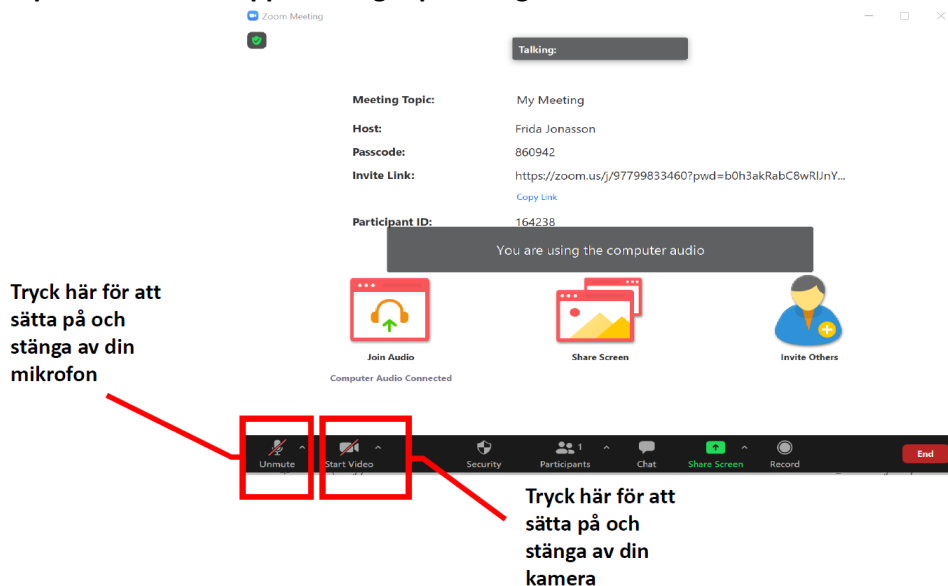 Zoom Meeting
Talking:
Meeting Topic: My Meeting
Host: Frida Jonasson
Passcode: 860942
Invite Link: https://zoom.us/j/97799833460?pwd=b0h3akRabC8wRlJnY...
Copy Link
Participant ID: 164238
You are using the computer audio
Tryck här för att
sätta på och
stänga av din
mikrofon
Join Audio
Share Screen
Invite Others
Computer Audio Connected
Unmute
Start Video
Security
1
Participants
Chat
Share Screen
Record
End
Tryck här för att
sätta på och
stänga av din
kamera